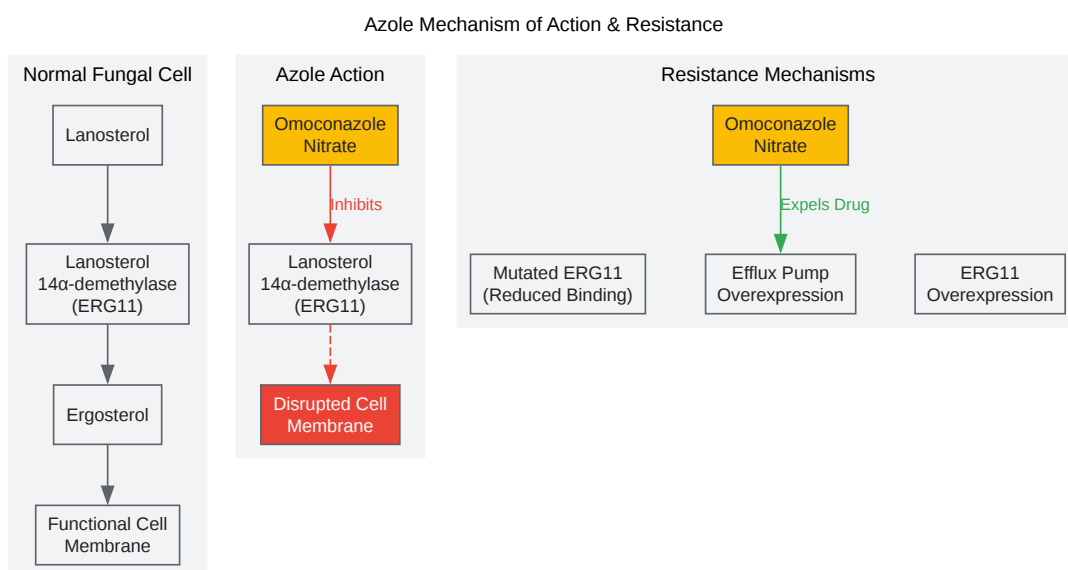 Azole Mechanism of Action & Resistance
Normal Fungal Cell
Lanosterol
Lanosterol
14α-demethylase
(ERG11)
Ergosterol
Functional Cell
Membrane
Azole Action
Omoconazole
Nitrate
Inhibits
Lanosterol
14α-demethylase
(ERG11)
Disrupted Cell
Membrane
Resistance Mechanisms
Omoconazole
Nitrate
Expels Drug
Mutated ERG11
(Reduced Binding)
Efflux Pump
Overexpression
ERG11
Overexpression